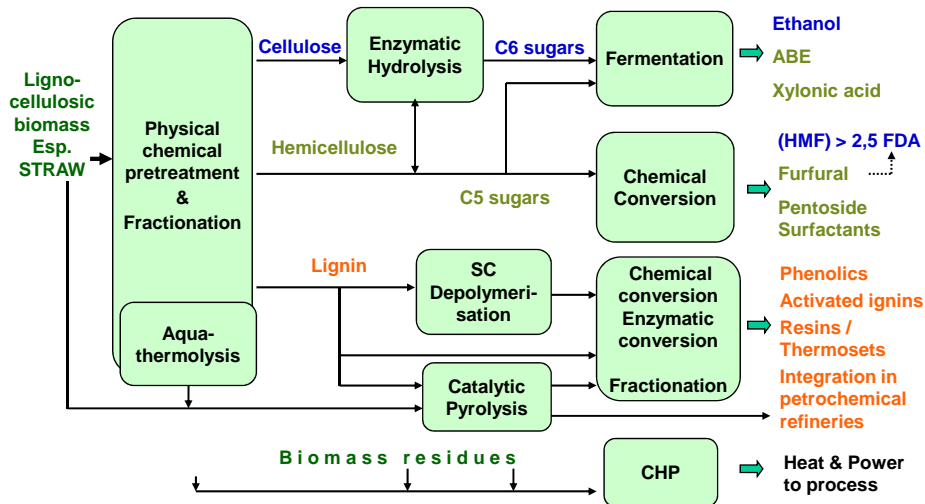 Ligno-
cellulosic
biomass
Esp.
STRAW
Physical
chemical
pretreatment
&
Fractionation
Aqua-
thermolysis
Cellulose
Enzymatic
Hydrolysis
C6 sugars
Fermentation
Ethanol
ABE
Xylonic acid
Hemicellulose
C5 sugars
Chemical
Conversion
(HMF) > 2,5 FDA
Furfural
Pentoside
Surfactants
Lignin
SC
Depolymeri-
sation
Chemical
conversion
Enzymatic
conversion
Fractionation
Catalytic
Pyrolysis
Phenolics
Activated ignins
Resins /
Thermosets
Integration in
petrochemical
refineries
Biomass residues
CHP
Heat & Power
to process